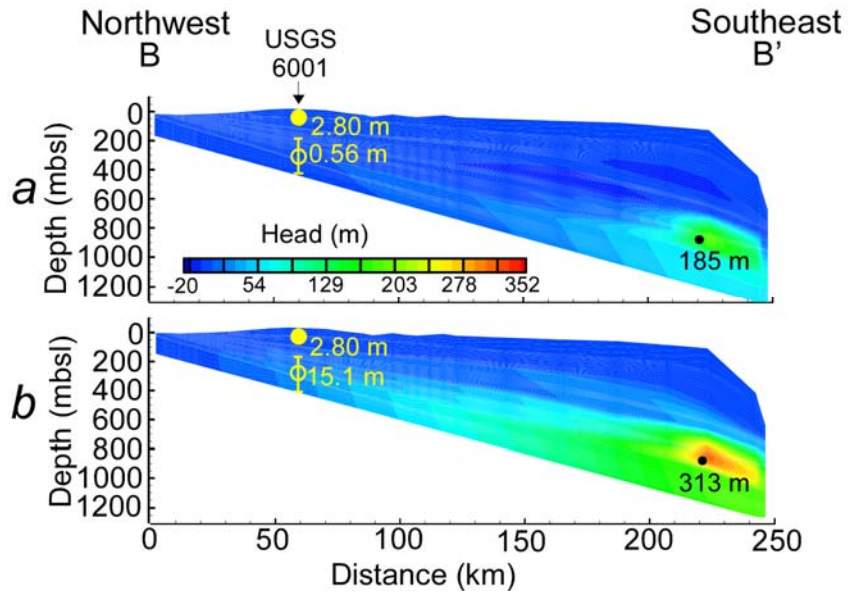 Northwest
B
USGS
6001
Southeast
B'
a
Depth (mbsl)
0
200
400
600
800
1000
1200
2.80 m
0.56 m
Head (m)
-20 54 129 203 278 352
185 m
b
Depth (mbsl)
0
200
400
600
800
1000
1200
2.80 m
15.1 m
313 m
0 50 100 150 200 250
Distance (km)